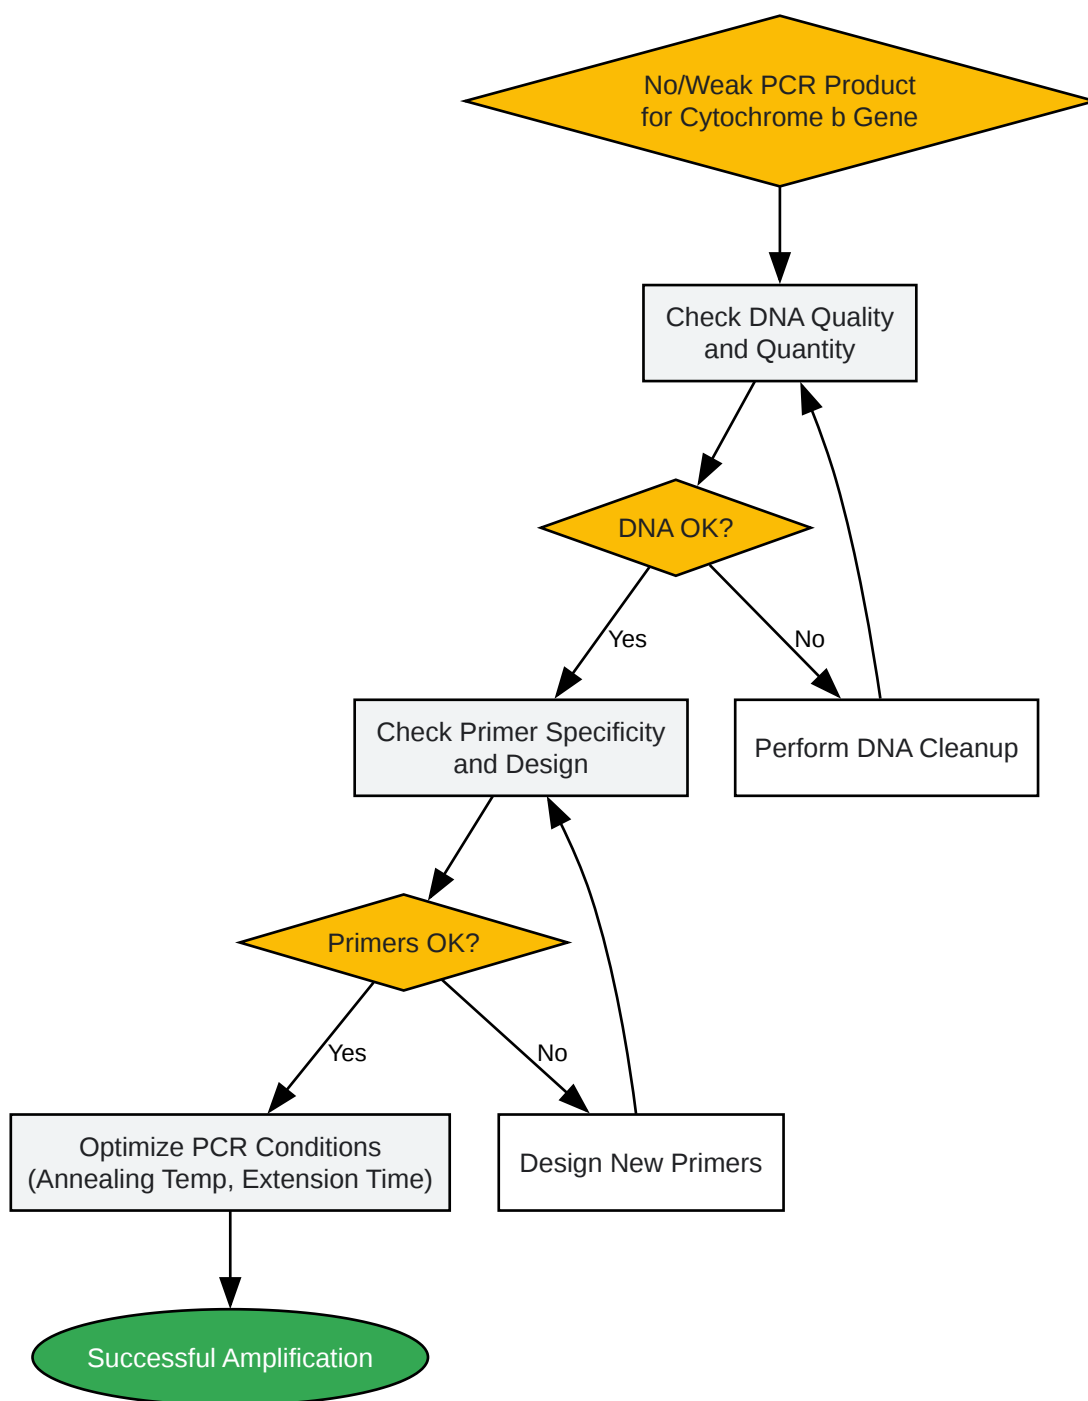 No/Weak PCR Product
for Cytochrome b Gene
Check DNA Quality
and Quantity
DNA OK?
Yes
No
Check Primer Specificity
and Design
Perform DNA Cleanup
Primers OK?
Yes
No
Optimize PCR Conditions
(Annealing Temp, Extension Time)
Design New Primers
Successful Amplification